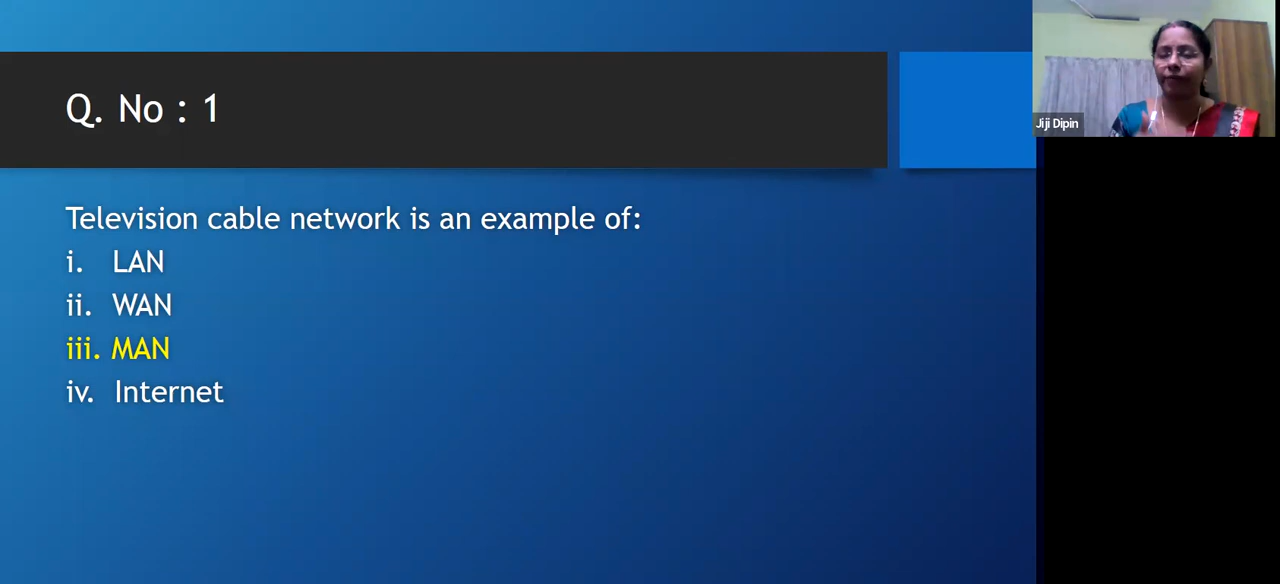 Q. No : 1
Television cable network is an example of:
i. LAN
ii. WAN
iii. MAN
iv. Internet
Jiji Dipin